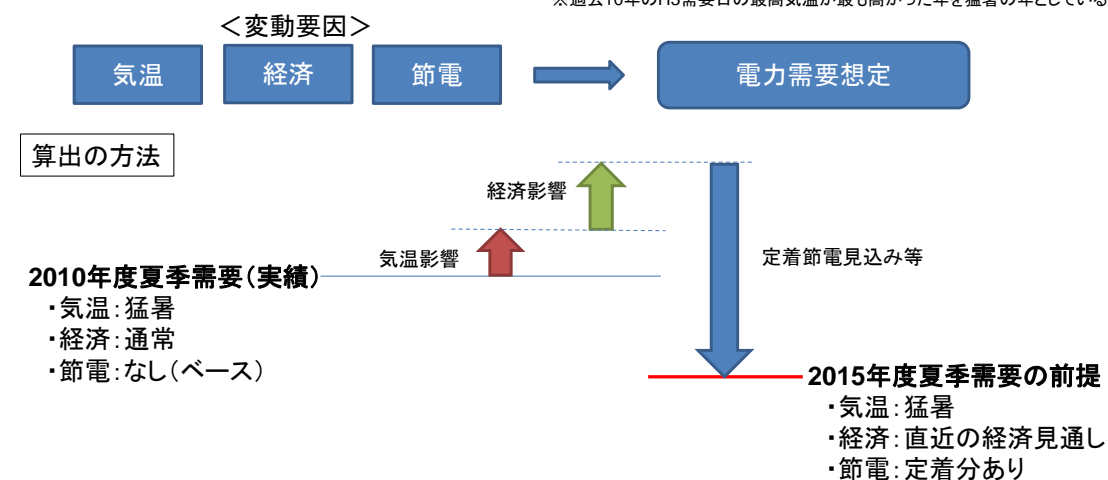 ＜変動要因＞
気温
経済
節電
電力需要想定
算出の方法
経済影響
気温影響
定着節電見込み等
2010年度夏季需要（実績）
・気温：猛暑
・経済：通常
・節電：なし（ベース）
2015年度夏季需要の前提
・気温：猛暑
・経済：直近の経済見通し
・節電：定着分あり